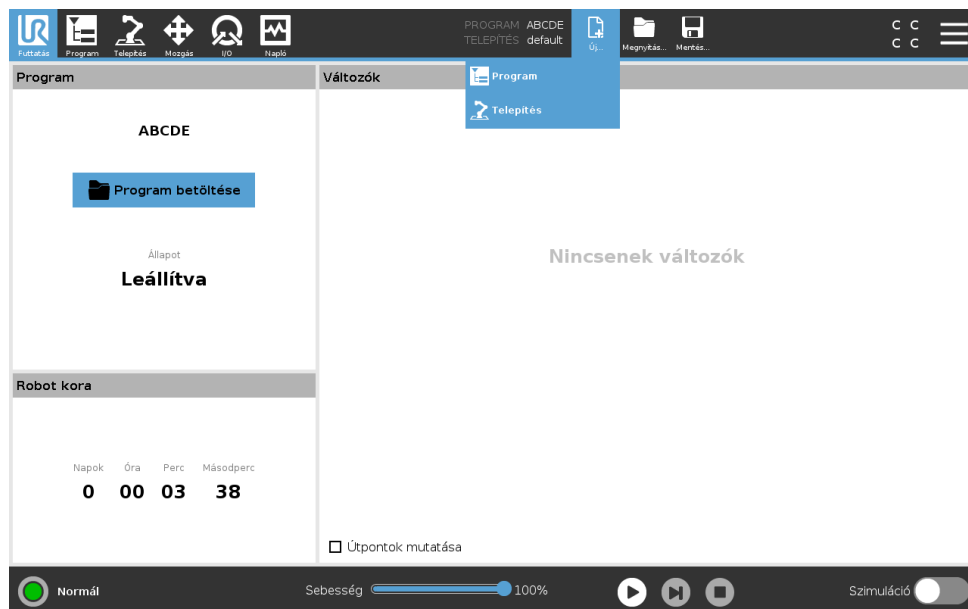 Futtatás Program Telepítés Mozgás I/O Napló
PROGRAM ABCDE
TELEPÍTÉS default
Új... Megnyitás... Mentés...
C C
C C
Program
Telepítés
Program
ABCDE
Program betöltése
Állapot
Leállítva
Robot kora
Napok Óra Perc Másodperc
0 00 03 38
Változók
Nincsenek változók
Útpontok mutatása
Normál
Sebesség 100%
Szimuláció